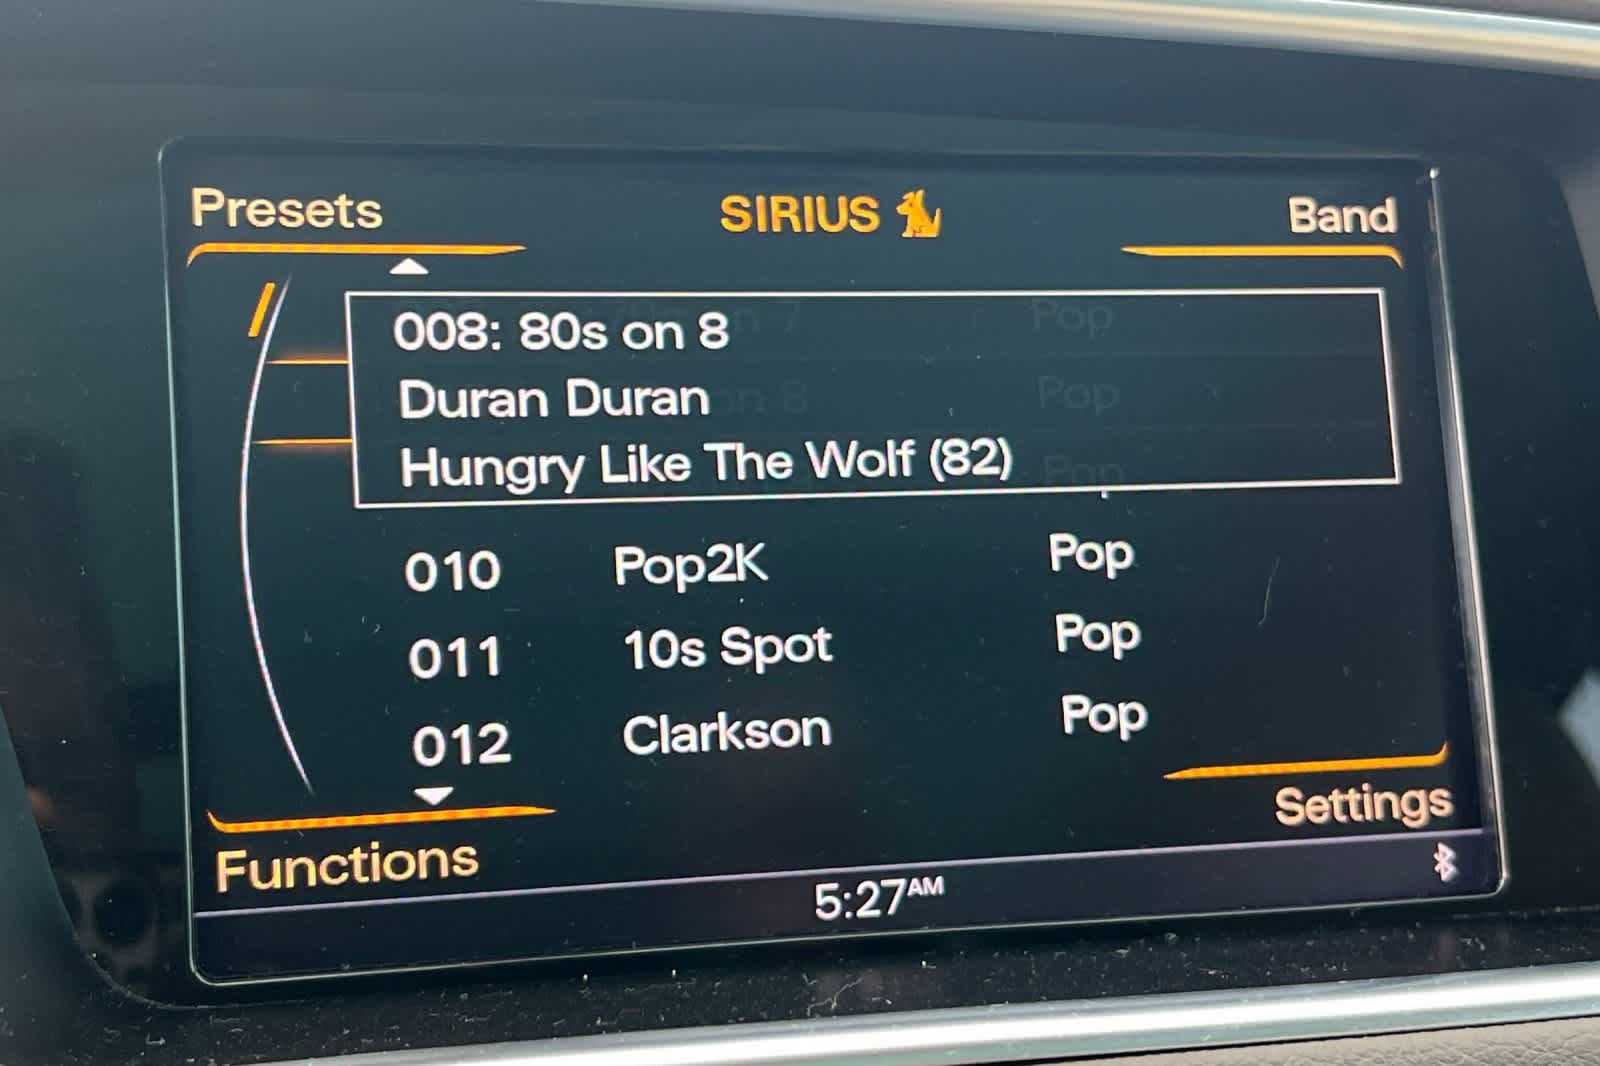 Presets
SIRIUS
Band
008: 80s on 8
Duran Duran
Hungry Like The Wolf (82)
010 Pop2K Pop
011 10s Spot Pop
012 Clarkson Pop
Settings
Functions
5:27AM